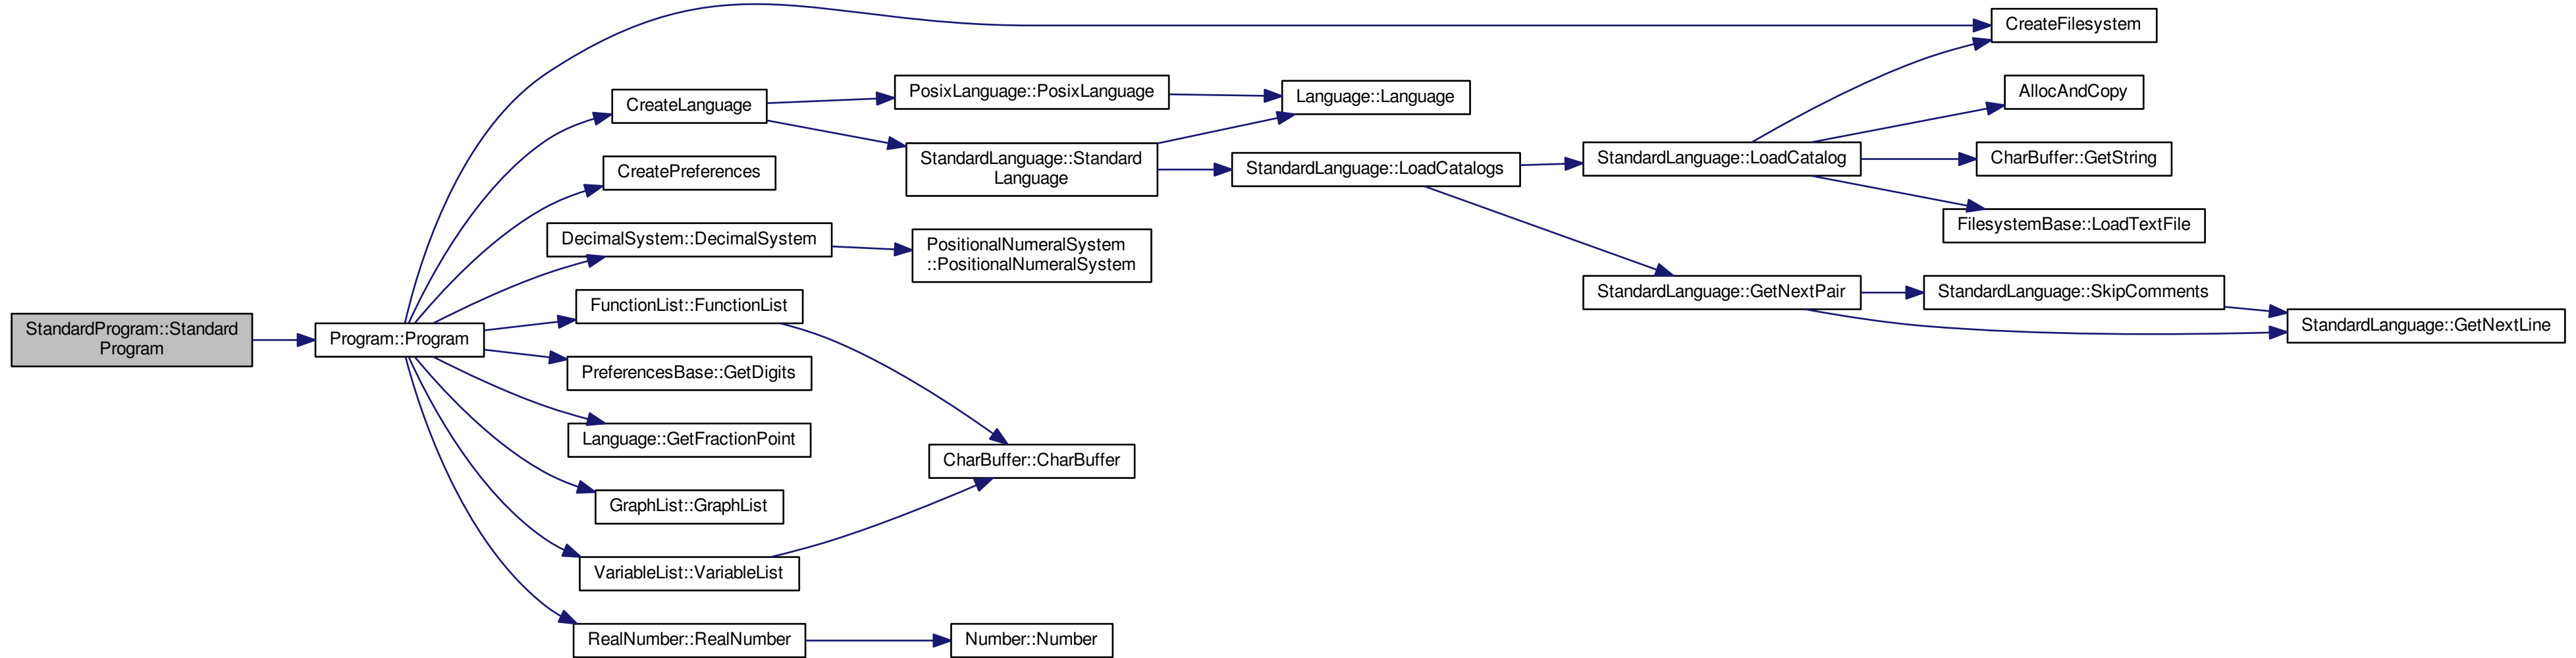 StandardProgram::Standard
Program
Program::Program
CreateFilesystem
CreateLanguage
PosixLanguage::PosixLanguage
Language::Language
StandardLanguage::Standard
Language
StandardLanguage::LoadCatalogs
StandardLanguage::LoadCatalog
AllocAndCopy
CharBuffer::GetString
FilesystemBase::LoadTextFile
StandardLanguage::GetNextPair
StandardLanguage::SkipComments
StandardLanguage::GetNextLine
CreatePreferences
DecimalSystem::DecimalSystem
PositionalNumeralSystem
::PositionalNumeralSystem
FunctionList::FunctionList
PreferencesBase::GetDigits
Language::GetFractionPoint
CharBuffer::CharBuffer
GraphList::GraphList
VariableList::VariableList
RealNumber::RealNumber
Number::Number